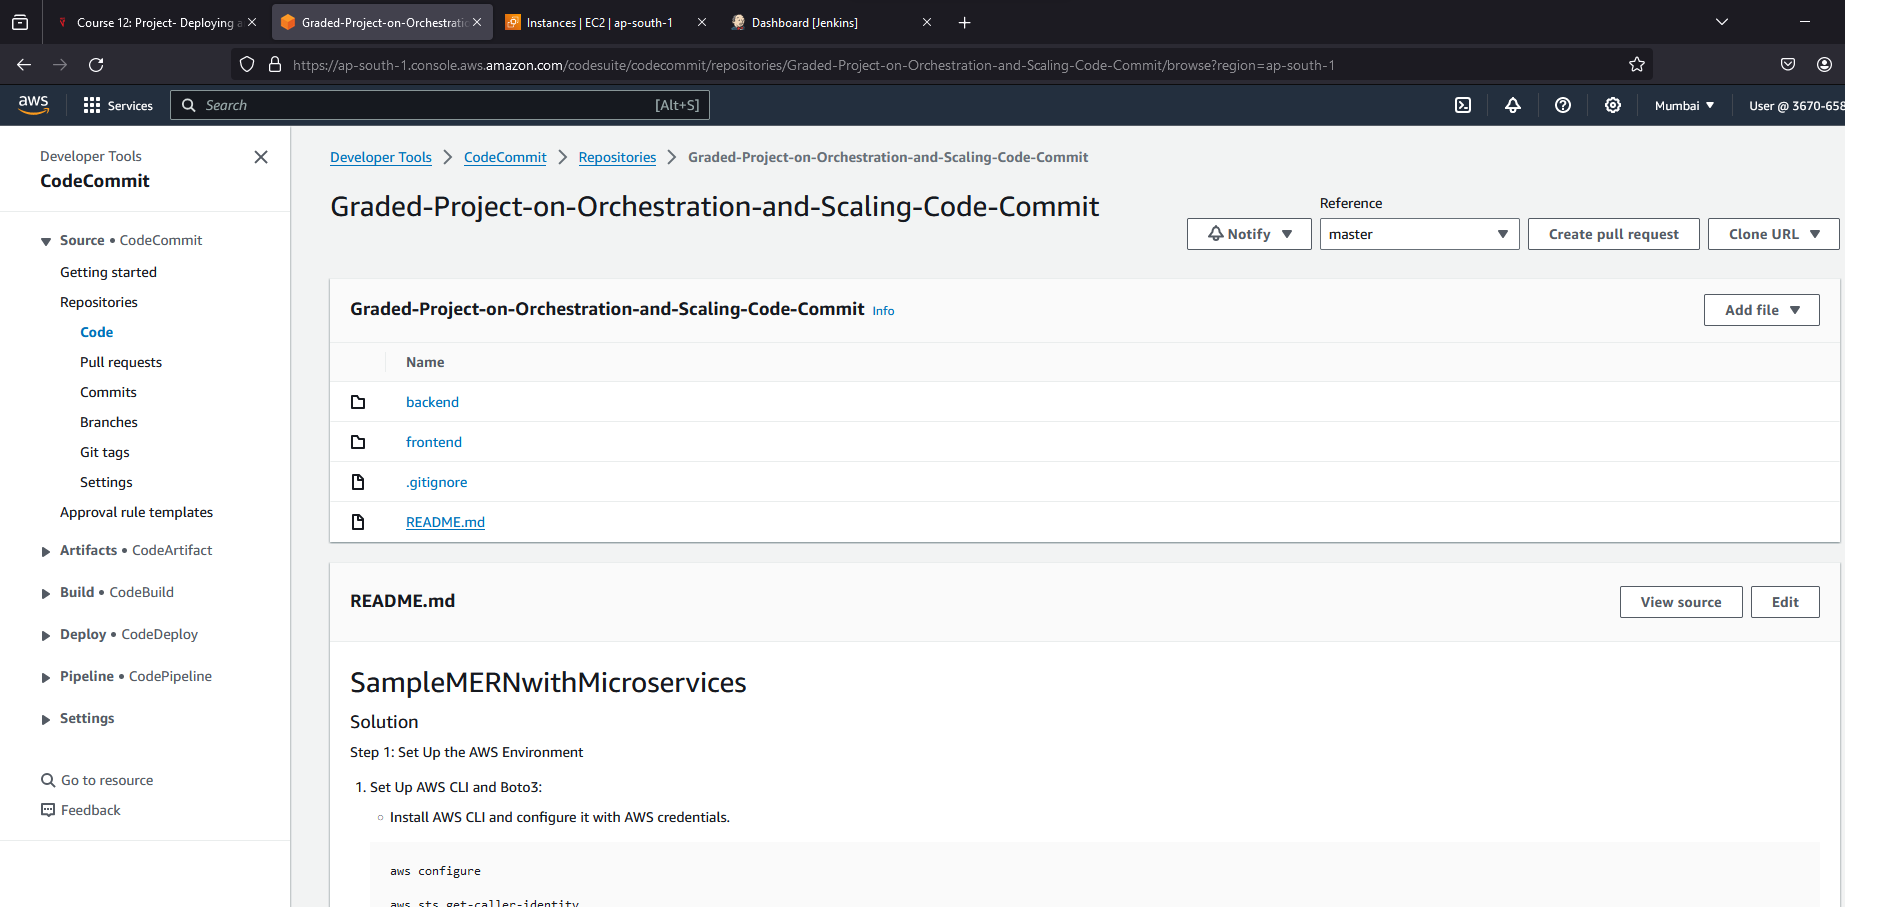 Course 12: Project- Deploying a
Graded-Project-on-Orchestratio
Instances | EC2 | ap-south-1
Dashboard [Jenkins]
https://ap-south-1.console.aws.amazon.com/codesuite/codecommit/repositories/Graded-Project-on-Orchestration-and-Scaling-Code-Commit/browse?region=ap-south-1
aws
Services
Search
[Alt+S]
Mumbai
User @ 3670-658
Developer Tools
CodeCommit
Source • CodeCommit
Getting started
Repositories
Code
Pull requests
Commits
Branches
Git tags
Settings
Approval rule templates
Artifacts • CodeArtifact
Build • CodeBuild
Deploy • CodeDeploy
Pipeline • CodePipeline
Settings
Go to resource
Feedback
Developer Tools
CodeCommit
Repositories
Graded-Project-on-Orchestration-and-Scaling-Code-Commit
Graded-Project-on-Orchestration-and-Scaling-Code-Commit
Reference
Notify
master
Create pull request
Clone URL
Graded-Project-on-Orchestration-and-Scaling-Code-Commit Info
Add file
Name
backend
frontend
.gitignore
README.md
README.md
View source
Edit
SampleMERNwithMicroservices
Solution
Step 1: Set Up the AWS Environment
1. Set Up AWS CLI and Boto3:
◦ Install AWS CLI and configure it with AWS credentials.
aws configure
aws sts get-caller-identity